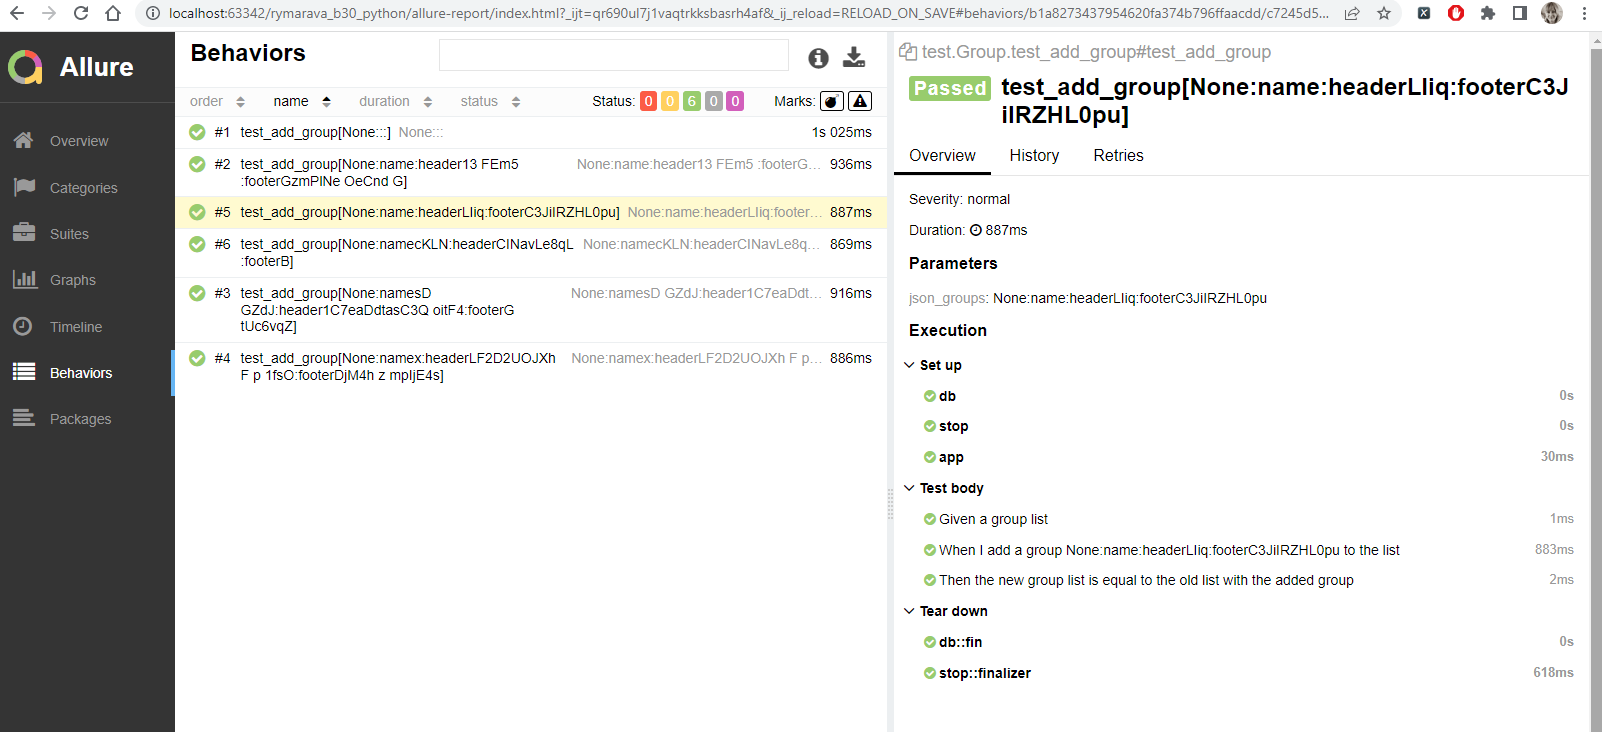 localhost:63342/rymarava_b30_python/allure-report/index.html?_ijt=qr690ul7j1vaqtrkksbasrh4af&_ij_reload=RELOAD_ON_SAVE#behaviors/b1a8273437954620fa374b796ffaacdd/c7245d5...
Allure
Overview
Categories
Suites
Graphs
Timeline
Behaviors
Packages
Behaviors
order name duration status Status: 0 0 6 0 0 Marks:
#1 test_add_group[None:::] None::: 1s 025ms
#2 test_add_group[None:name:header13 FEm5 None:name:header13 FEm5 :footerG... 936ms
:footerGzmPINe OeCnd G]
#5 test_add_group[None:name:headerLIiq:footerC3JiIRZHL0pu] None:name:headerLIiq:footer... 887ms
#6 test_add_group[None:namecKLN:headerCINavLe8qL None:namecKLN:headerCINavLe8q... 869ms
:footerB]
#3 test_add_group[None:namesD None:namesD GZdJ:header1C7eaDdt... 916ms
GZdJ:header1C7eaDdtasC3Q oitF4:footerG
tUc6vqZ]
#4 test_add_group[None:namex:headerLF2D2UOJXh None:namex:headerLF2D2UOJXh F p... 886ms
F p 1fsO:footerDjM4h z mpIjE4s]
test.Group.test_add_group#test_add_group
Passed test_add_group[None:name:headerLIiq:footerC3J
iIRZHL0pu]
Overview History Retries
Severity: normal
Duration: 887ms
Parameters
json_groups: None:name:headerLIiq:footerC3JiIRZHL0pu
Execution
Set up
db 0s
stop 0s
app 30ms
Test body
Given a group list 1ms
When I add a group None:name:headerLIiq:footerC3JiIRZHL0pu to the list 883ms
Then the new group list is equal to the old list with the added group 2ms
Tear down
db::fin 0s
stop::finalizer 618ms